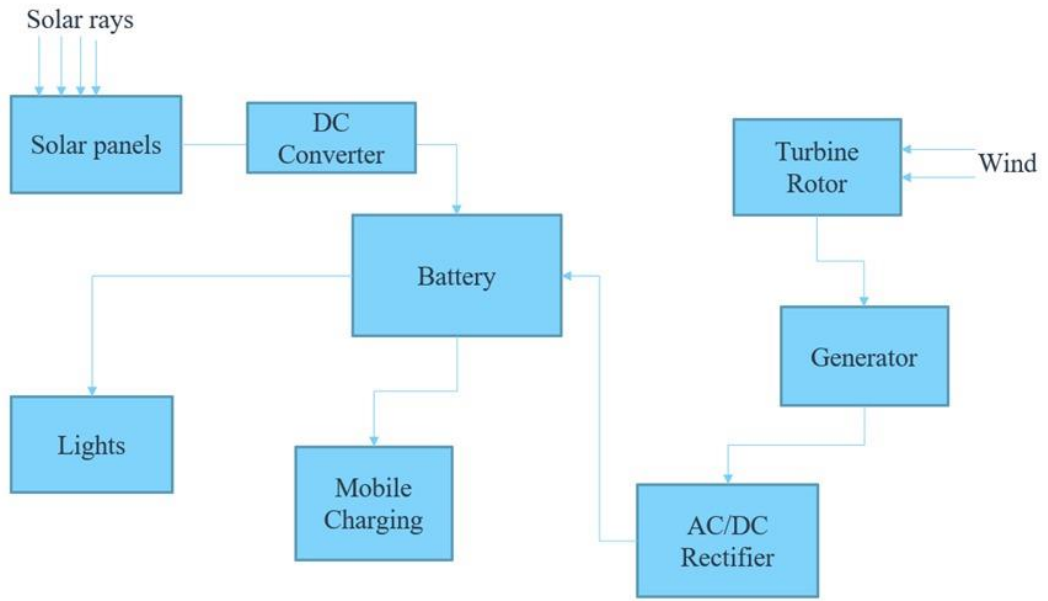 Solar rays
Solar panels
DC
Converter
Turbine
Rotor
Wind
Battery
Generator
Lights
Mobile
Charging
AC/DC
Rectifier